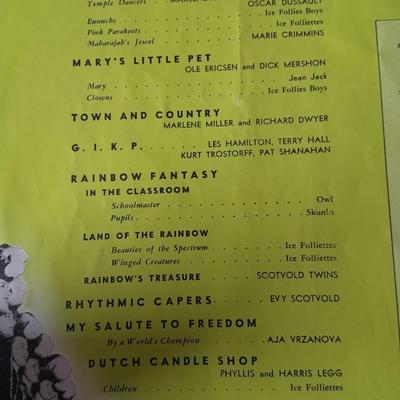 Temple Dancers . . . OSCAR DUSSAULT
Eunuchs . . . . . . . . . . . . Ice Follies Boys
Pink Parakeets . . . . . . . . . . Ice Folliettes
Maharajah's Jewel . . . . . . . MARIE CRIMMINS
MARY'S LITTLE PET
OLE ERICSEN and DICK MERSHON
Mary . . . . . . . . . . . . . . . . Jean Jack
Clowns . . . . . . . . . . . . . Ice Follies Boys
TOWN AND COUNTRY
MARLENE MILLER and RICHARD DWYER
G. I. K. P. . . . . . LES HAMILTON, TERRY HALL
KURT TROSTORFF, PAT SHANAHAN
RAINBOW FANTASY
IN THE CLASSROOM
Schoolmaster . . . . . . . . . . . . . Owl
Pupils . . . . . . . . . . . . . . . Skunks
LAND OF THE RAINBOW
Beauties of the Spectrum . . . . . . Ice Folliettes
Winged Creatures . . . . . . . . . . Ice Folliettes
RAINBOW'S TREASURE . . . SCOTVOLD TWINS
RHYTHMIC CAPERS . . . . . EVY SCOTVOLD
MY SALUTE TO FREEDOM
By a World's Champion . . . . AJA VRZANOVA
DUTCH CANDLE SHOP
PHYLLIS and HARRIS LEGG
Children . . . . . . . . . . . . Ice Folliettes